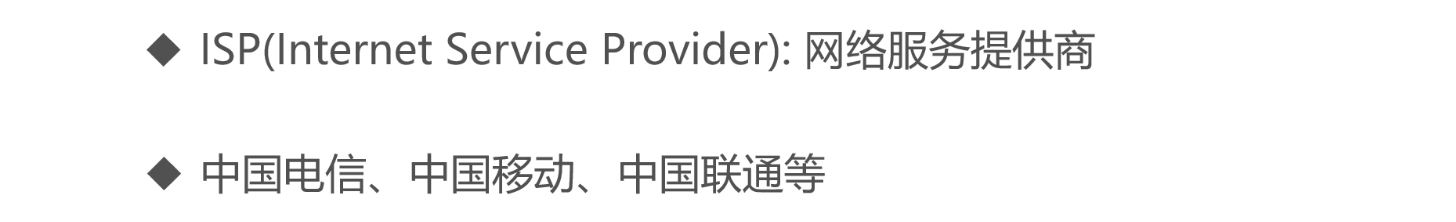 ◆ ISP(Internet Service Provider): 网络服务提供商
◆ 中国电信、中国移动、中国联通等